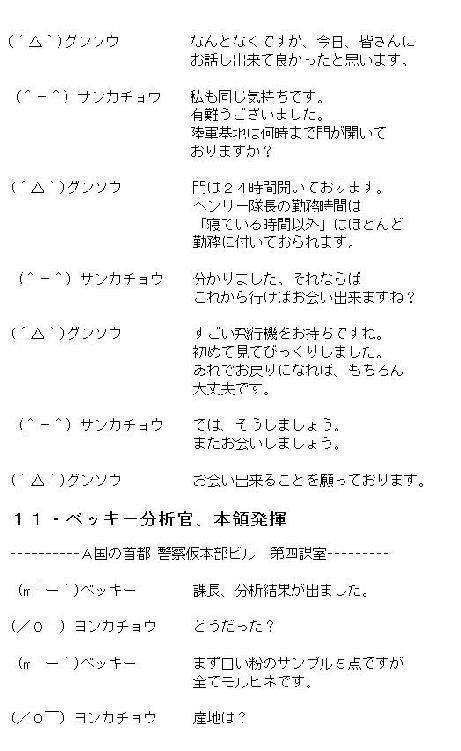 (´△｀)グンソウ　なんとなくですが、今日、皆さんに
お話し出来て良かったと思います。
(＾－＾) サンカチョウ　私も同じ気持ちです。
有難うございました。
陸軍基地は何時まで門が開いて
おりますか？
(´△｀)グンソウ　門は２４時間開いております。
ヘンリー隊長の勤務時間は
「寝ている時間以外」はほとんど
勤務に付いておられます。
(＾－＾) サンカチョウ　分かりました、それならば
これから行けばお会い出来ますね？
(´△｀)グンソウ　すごい飛行機をお持ちですね。
初めて見てびっくりしました。
あれでお戻りになれば、もちろん
大丈夫です。
(＾－＾) サンカチョウ　では、そうしましょう。
またお会いしましょう。
(´△｀)グンソウ　お会い出来ることを願っております。
１１・ベッキー分析官、本領発揮
----------Ａ国の首都 警察仮本部ビル　第四課室---------
(m　ー｀)ベッキー　課長、分析結果が出ました。
(／０　) ヨンカチョウ　どうだった？
(m　ー｀)ベッキー　まず白い粉のサンプル５点ですが
全てモルヒネです。
(／０￣) ヨンカチョウ　産地は？